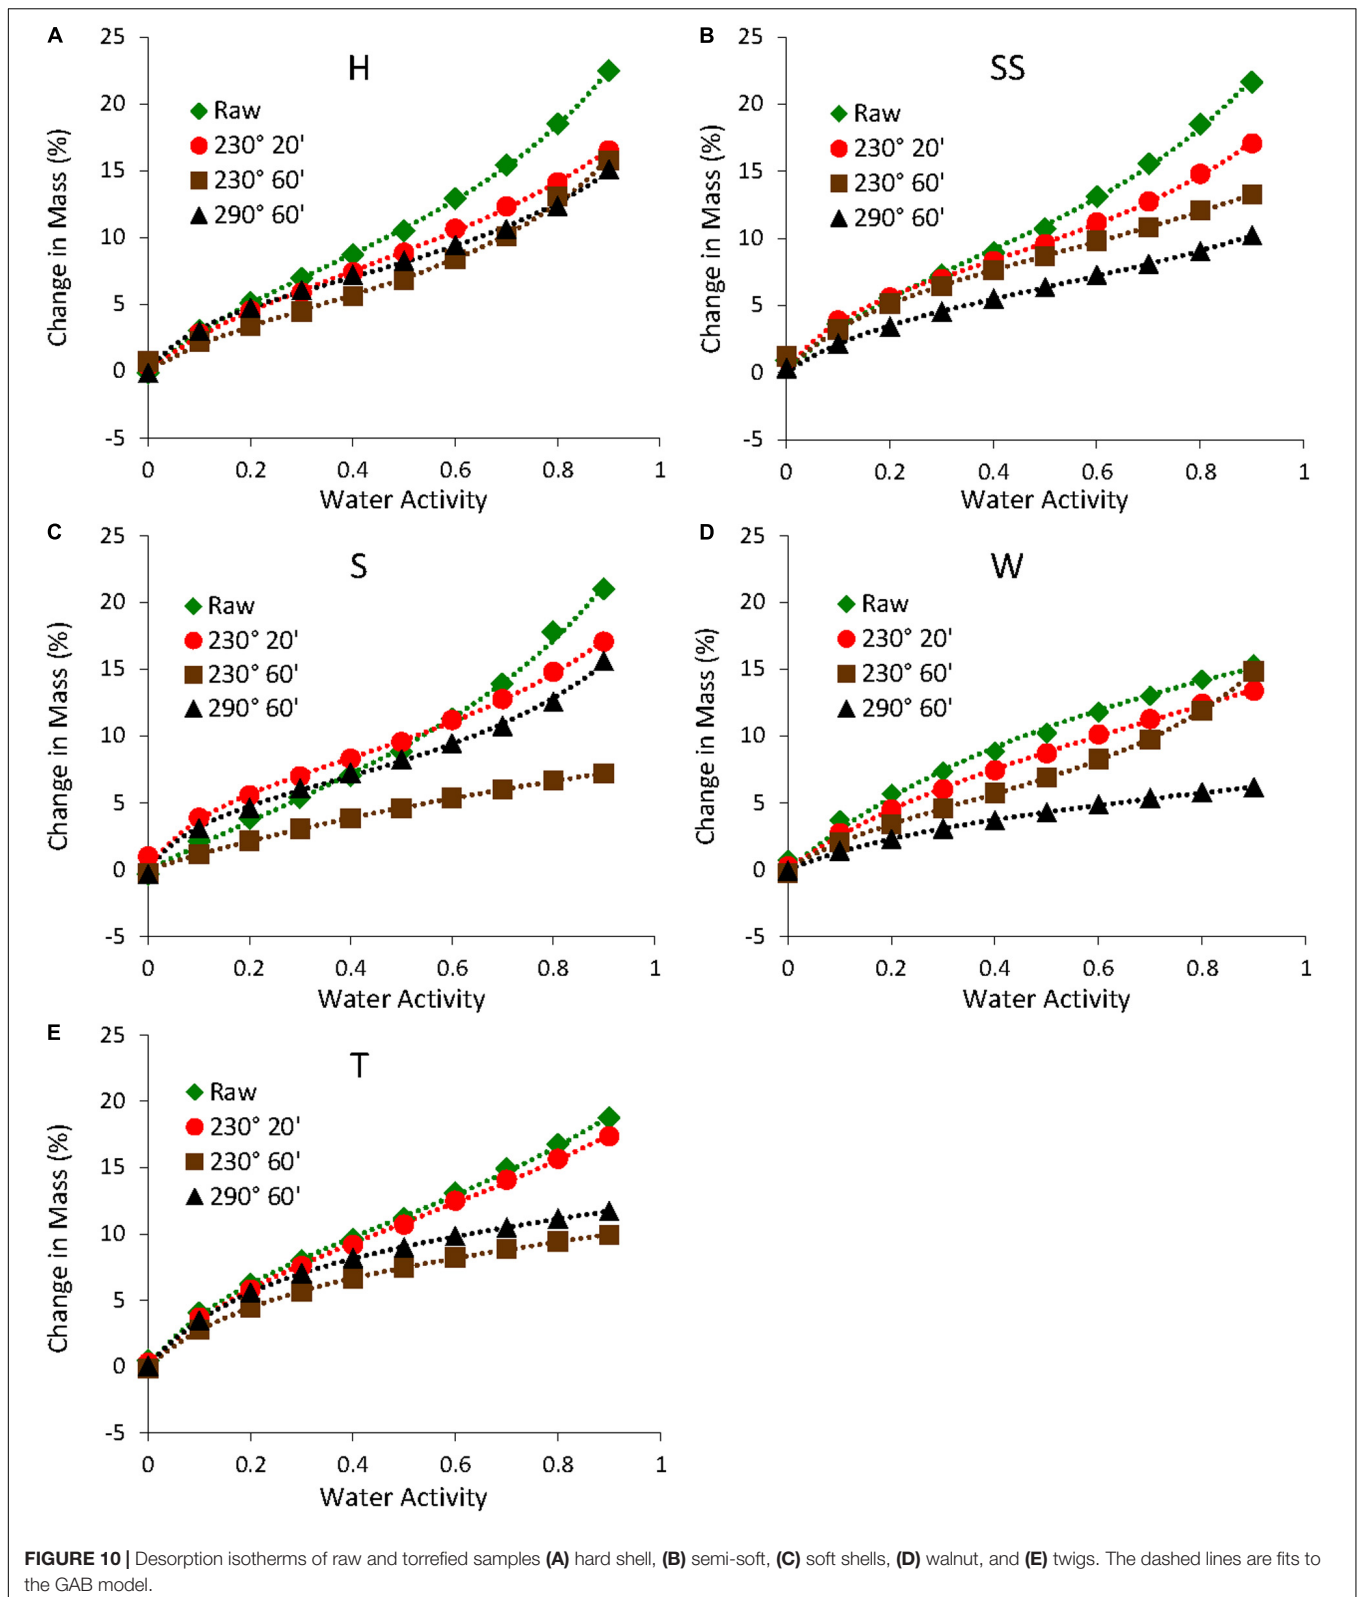 A
H
Change in Mass (%)
25
20
15
10
5
0
-5
Raw
230° 20'
230° 60'
290° 60'
0 0.2 0.4 0.6 0.8 1
Water Activity
B
SS
Change in Mass (%)
25
20
15
10
5
0
-5
Raw
230° 20'
230° 60'
290° 60'
0 0.2 0.4 0.6 0.8 1
Water Activity
C
S
Change in Mass (%)
25
20
15
10
5
0
-5
Raw
230° 20'
230° 60'
290° 60'
0 0.2 0.4 0.6 0.8 1
Water Activity
D
W
Change in Mass (%)
25
20
15
10
5
0
-5
Raw
230° 20'
230° 60'
290° 60'
0 0.2 0.4 0.6 0.8 1
Water Activity
E
T
Change in Mass (%)
25
20
15
10
5
0
-5
Raw
230° 20'
230° 60'
290° 60'
0 0.2 0.4 0.6 0.8 1
Water Activity
FIGURE 10 | Desorption isotherms of raw and torrefied samples (A) hard shell, (B) semi-soft, (C) soft shells, (D) walnut, and (E) twigs. The dashed lines are fits to
the GAB model.